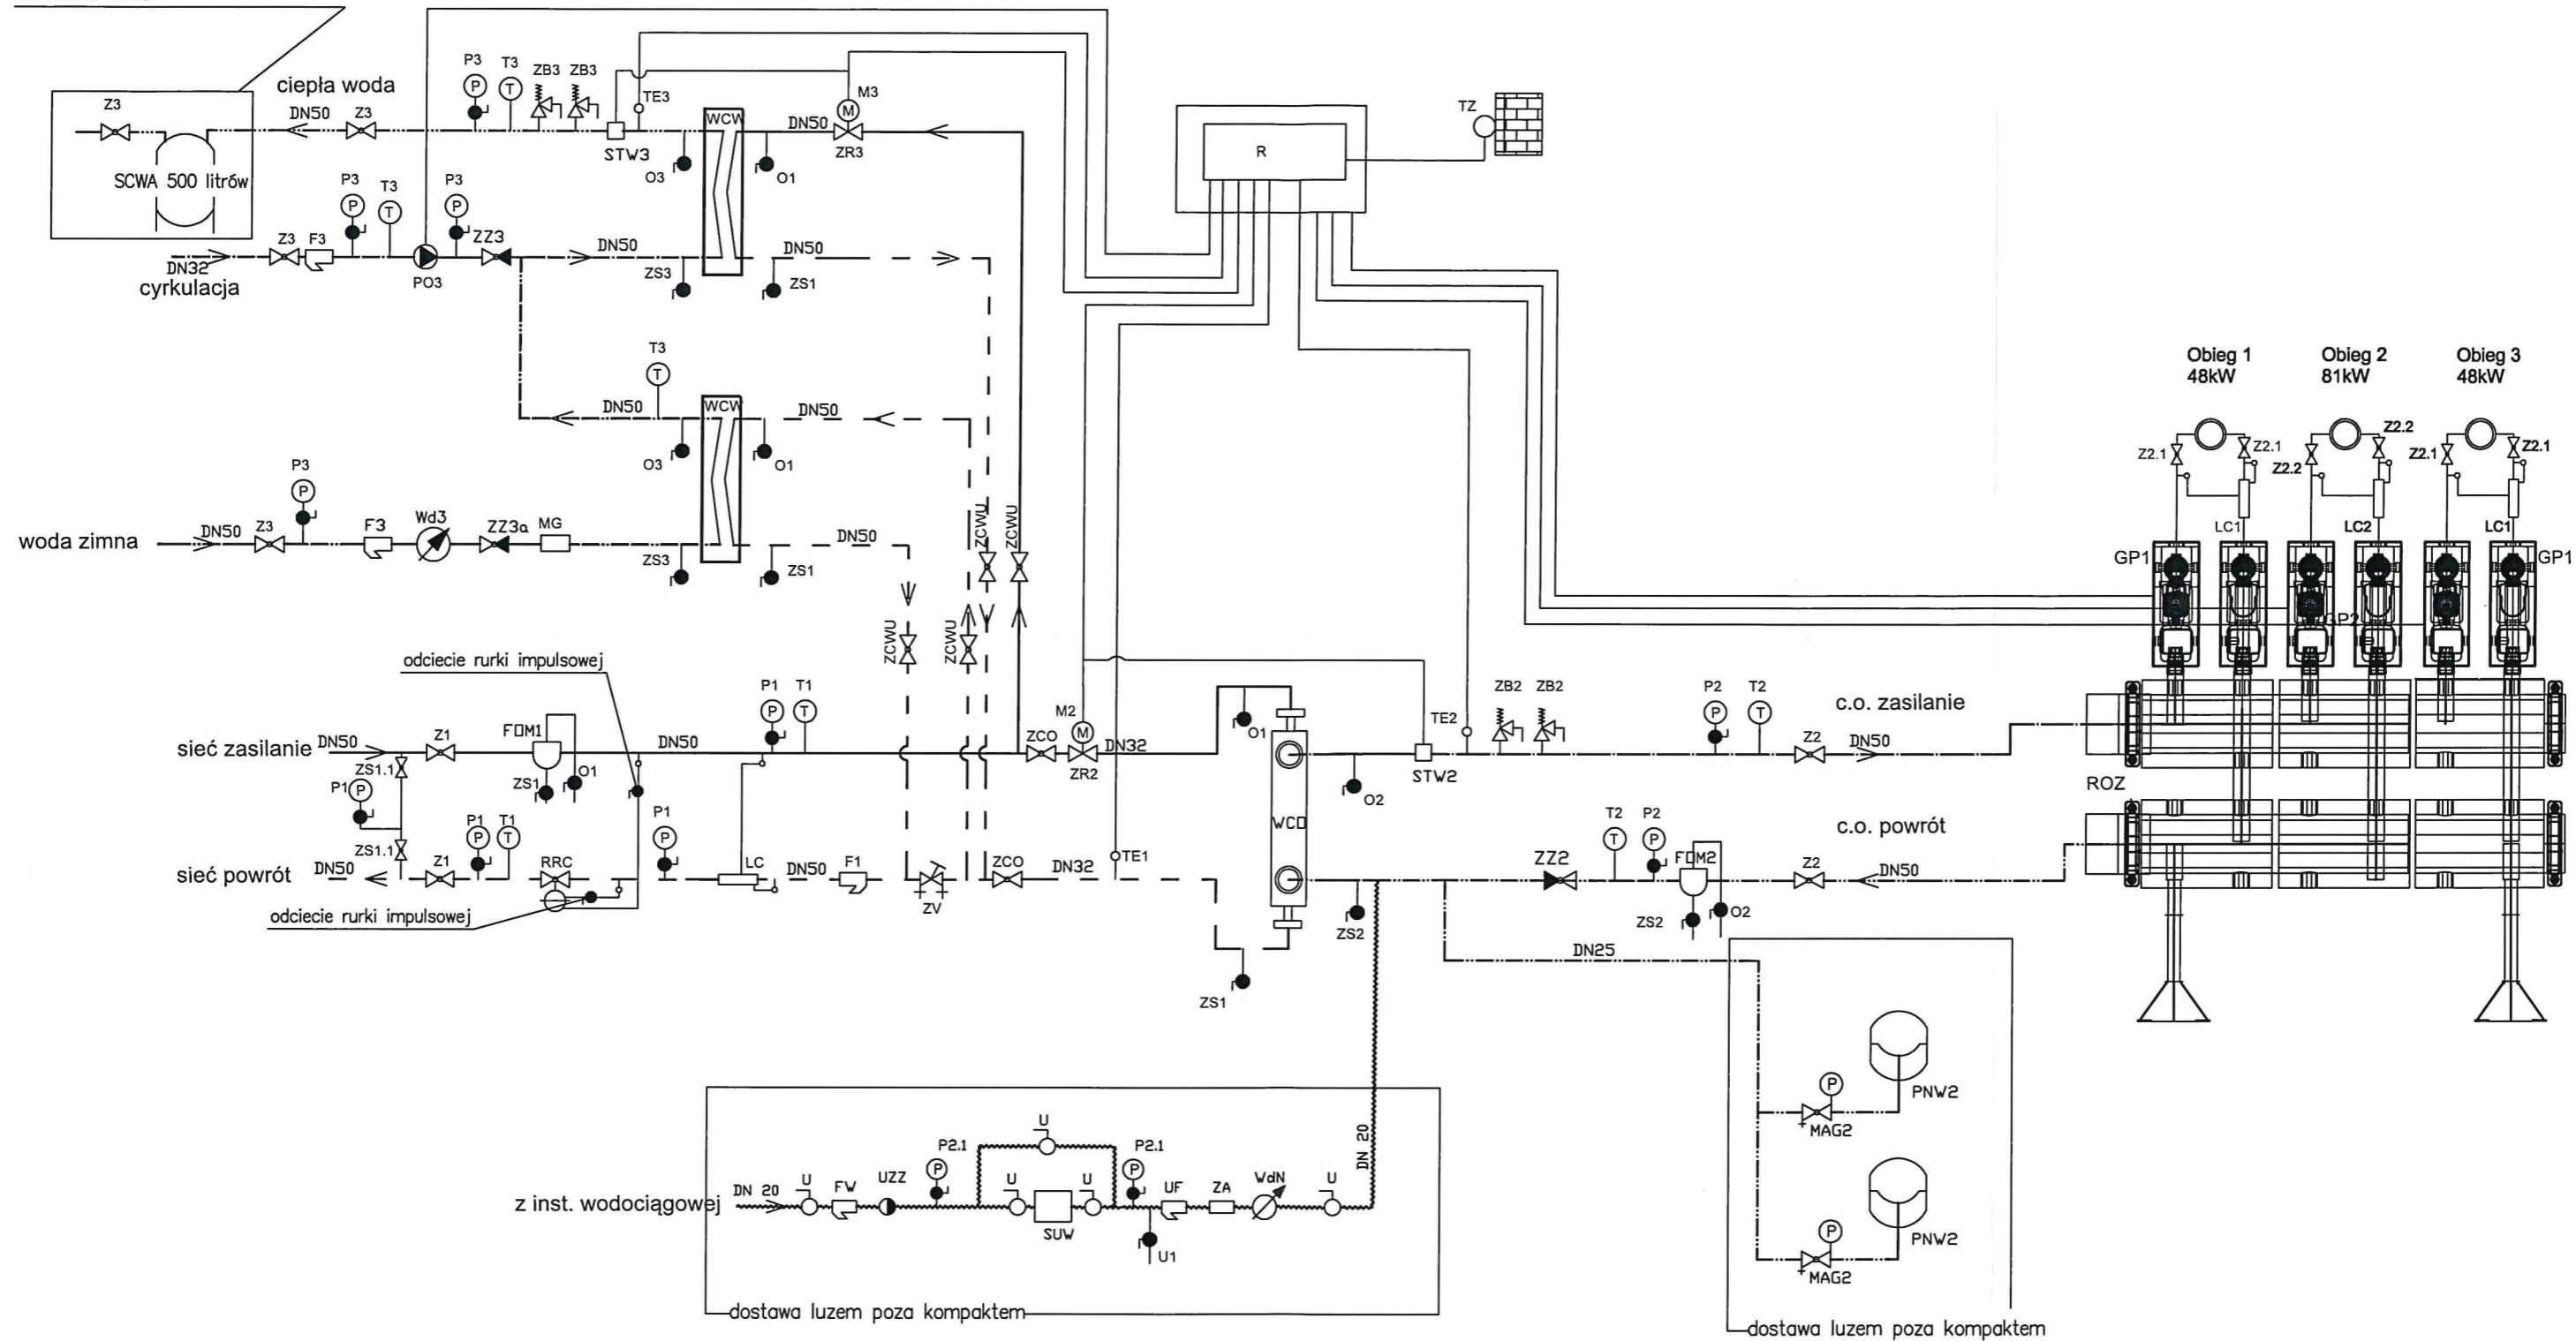 P3
T3
ZB3
ZB3
TE3
M3
M
ciepła woda
Z3
DN50
Z3
P
T
STW3
WCW
DN50
ZR3
O3
O1
SCWA 500 litrów
TZ
R
P3
T3
P3
P
T
P
Z3
F3
ZZ3
DN50
DN50
DN32
cyrkulacja
PO3
ZS3
ZS1
T3
T
DN50
WCW
DN50
O3
O1
P3
P
woda zimna
DN50
Z3
F3
Wd3
ZZ3a
MG
DN50
ZS3
ZS1
ZCWU
ZCWU
ZCWU
ZCWU
Obieg 1
48kW
Obieg 2
81kW
Obieg 3
48kW
Z2.1
Z2.1
Z2.2
Z2.2
Z2.1
Z2.1
LC1
LC2
LC1
GP1
GP2
GP1
odciecie rurki impulsowej
sieć zasilanie
DN50
Z1
FOM1
DN50
P1
T1
P
T
ZCO
M2
M
ZR2
DN32
O1
ZS1.1
ZS1
O1
P1
P
ZS1.1
sieć powrót
DN50
Z1
P1
T1
P
T
RRC
P1
P
LC
DN50
F1
ZV
ZCO
DN32
TE1
odciecie rurki impulsowej
WCO
ZS1
O2
STW2
TE2
ZB2
ZB2
P2
T2
P
T
Z2
DN50
c.o. zasilanie
ROZ
c.o. powrót
ZS2
ZZ2
T2
P2
T
P
FOM2
Z2
DN50
ZS2
O2
DN25
P
MAG2
PNW2
P
MAG2
PNW2
dostawa luzem poza kompaktem
z inst. wodociągowej
DN 20
U
FW
UZZ
P2.1
P
U
U
U
SUW
P2.1
P
U1
UF
ZA
WdN
U
DN 20
dostawa luzem poza kompaktem